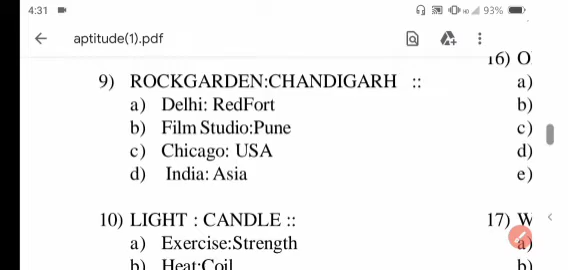 4:31 HD 93%
aptitude(1).pdf
16) O
9) ROCKGARDEN:CHANDIGARH :: a)
a) Delhi: RedFort b)
b) Film Studio:Pune c)
c) Chicago: USA d)
d) India: Asia e)
10) LIGHT : CANDLE :: 17) W
a) Exercise:Strength a)
b) Heat:Coil b)